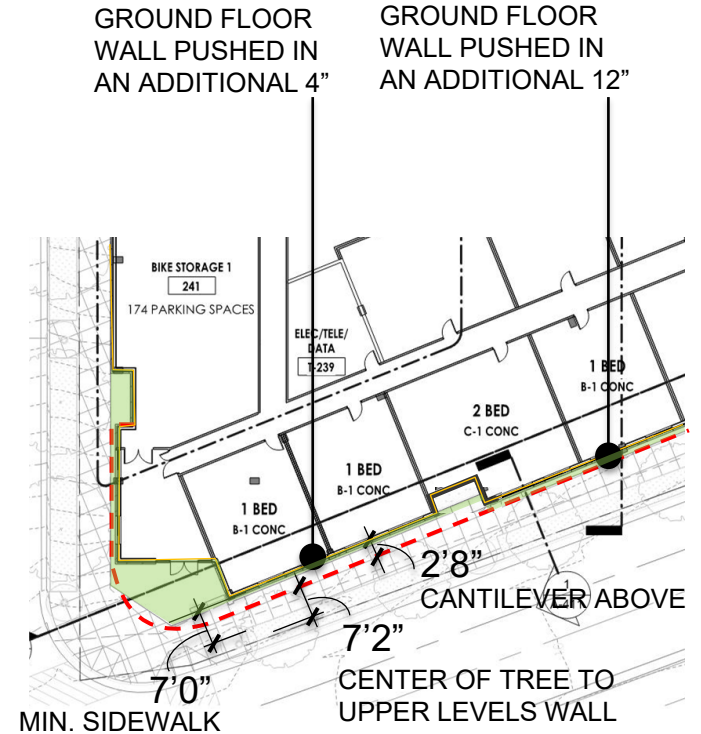 GROUND FLOOR
WALL PUSHED IN
AN ADDITIONAL 4”
GROUND FLOOR
WALL PUSHED IN
AN ADDITIONAL 12”
BIKE STORAGE 1
241
174 PARKING SPACES
ELEC/TELE/
DATA
T-239
1 BED
B-1 CONC
2 BED
C-1 CONC
1 BED
B-1 CONC
1 BED
B-1 CONC
2’8”
CANTILEVER ABOVE
7’2”
CENTER OF TREE TO
UPPER LEVELS WALL
7’0”
MIN. SIDEWALK